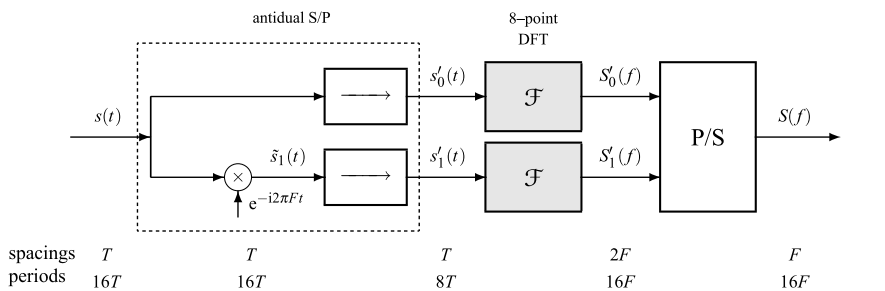 antidual S/P
8–point
DFT
s(t)
s′₀(t)
ℱ
S′₀(f)
P/S
S(f)
×
s̃₁(t)
e^{−i2πFt}
s′₁(t)
ℱ
S′₁(f)
spacings T T T 2F F
periods 16T 16T 8T 16F 16F